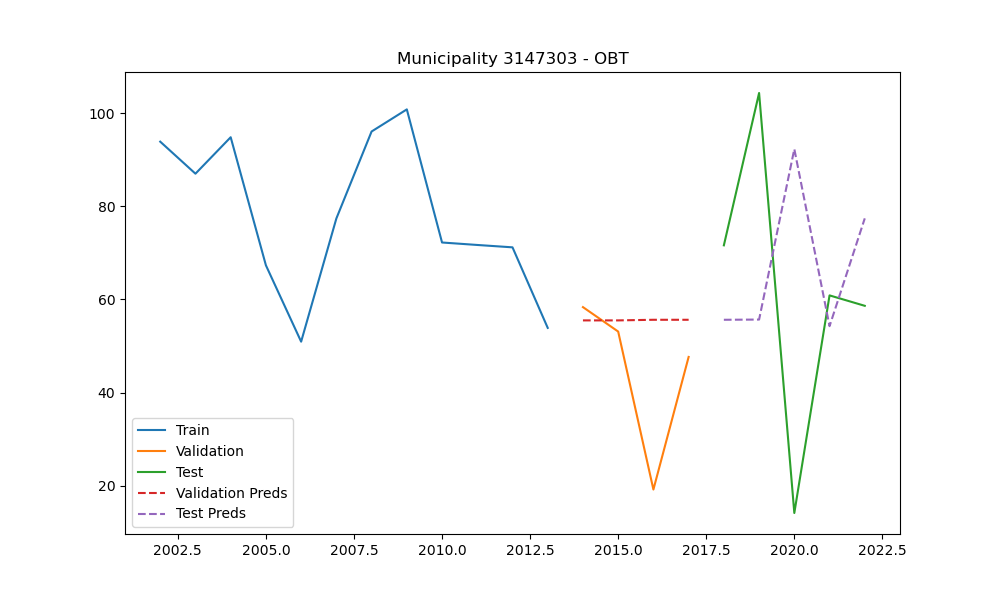 Municipality 3147303 - OBT
100
80
60
40
20
Train
Validation
Test
Validation Preds
Test Preds
2002.5 2005.0 2007.5 2010.0 2012.5 2015.0 2017.5 2020.0 2022.5